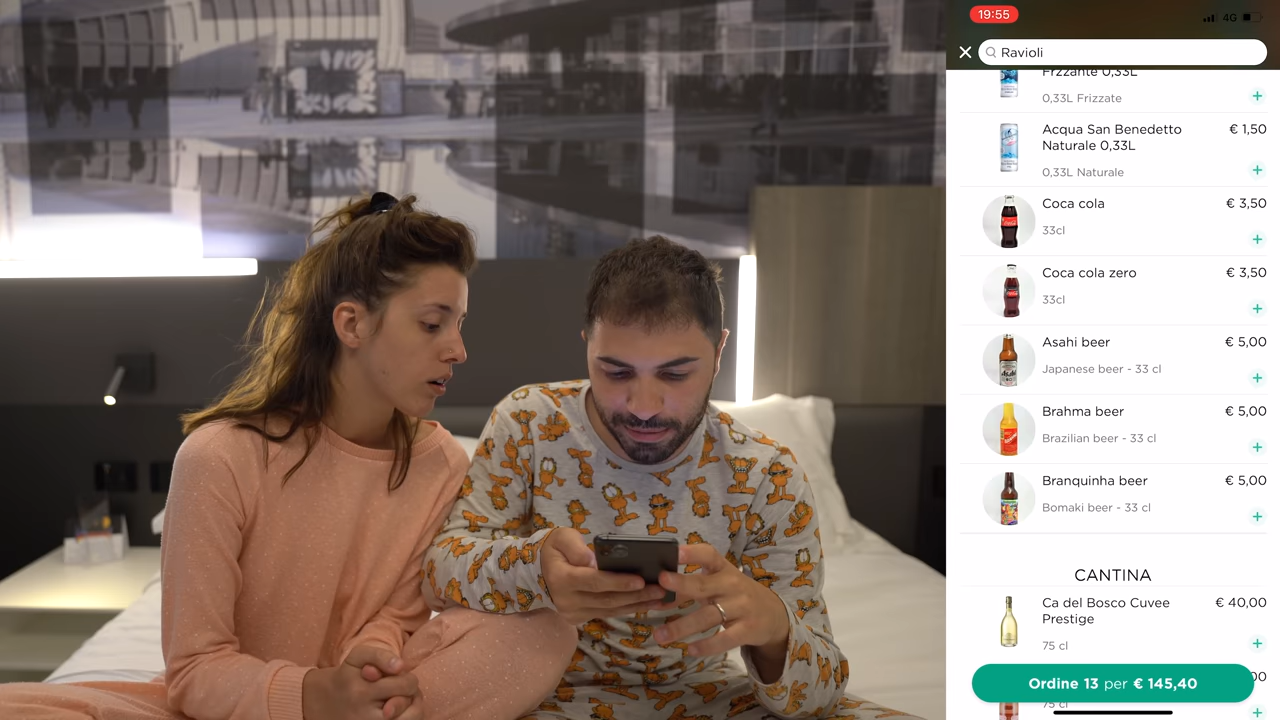 19:55
4G
Ravioli
Frzzante 0,33L
0,33L Frizzate
Acqua San Benedetto € 1,50
Naturale 0,33L
0,33L Naturale
Coca cola € 3,50
33cl
Coca cola zero € 3,50
33cl
Asahi beer € 5,00
Japanese beer - 33 cl
Brahma beer € 5,00
Brazilian beer - 33 cl
Branquinha beer € 5,00
Bomaki beer - 33 cl
CANTINA
Ca del Bosco Cuvee € 40,00
Prestige
75 cl
Ordine 13 per € 145,40
75 cl